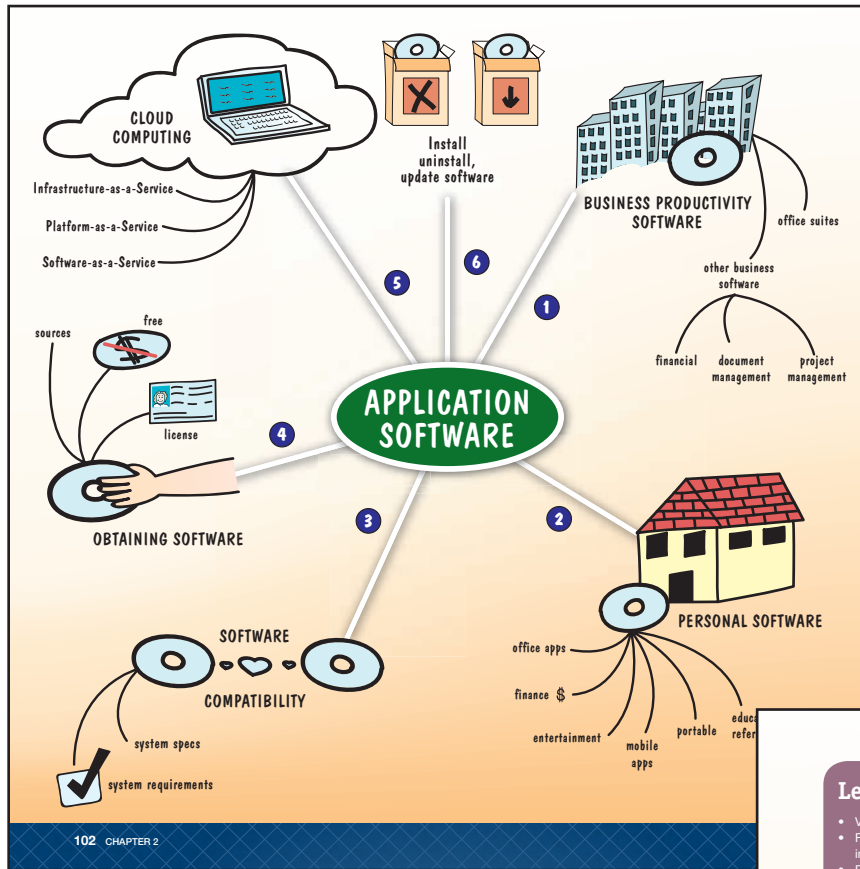 CLOUD
COMPUTING
Infrastructure-as-a-Service
Platform-as-a-Service
Software-as-a-Service
Install
uninstall,
update software
BUSINESS PRODUCTIVITY
SOFTWARE
office suites
other business
software
financial
document
management
project
management
5
6
1
sources
free
$
license
OBTAINING SOFTWARE
4
APPLICATION
SOFTWARE
3
2
PERSONAL SOFTWARE
office apps
finance $
entertainment
mobile
apps
portable
SOFTWARE
COMPATIBILITY
system specs
system requirements
102 CHAPTER 2